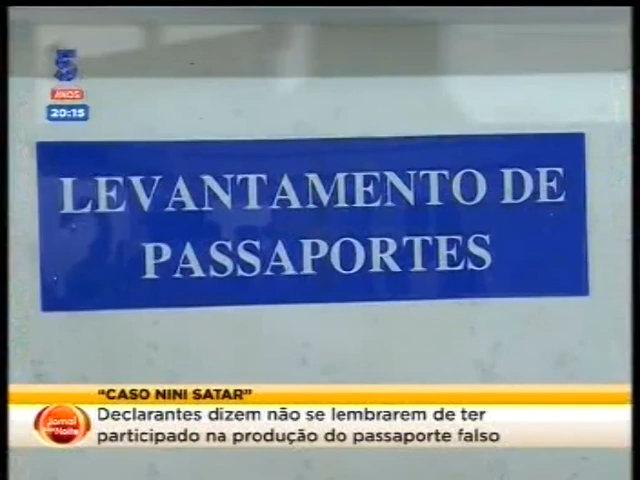 5
ANOS
20:15
LEVANTAMENTO DE
PASSAPORTES
"CASO NINI SATAR"
Jornal
da Noite
Declarantes dizem não se lembrarem de ter
participado na produção do passaporte falso